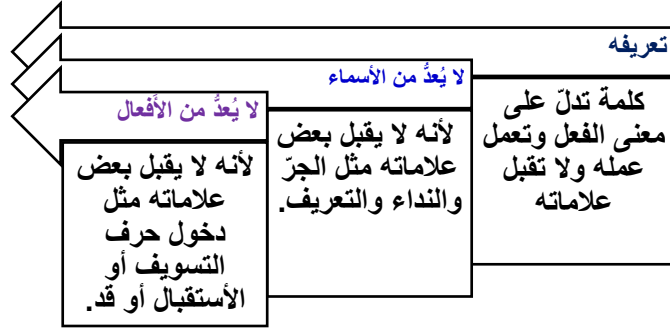 تعريفه
كلمة تدلّ على
معنى الفعل وتعمل
عمله ولا تقبل
علاماته
لا يُعدُّ من الأسماء
لأنه لا يقبل بعض
علاماته مثل الجرّ
والنداء والتعريف.
لا يُعدُّ من الأفعال
لأنه لا يقبل بعض
علاماته مثل
دخول حرف
التسويف أو
الأستقبال أو قد.